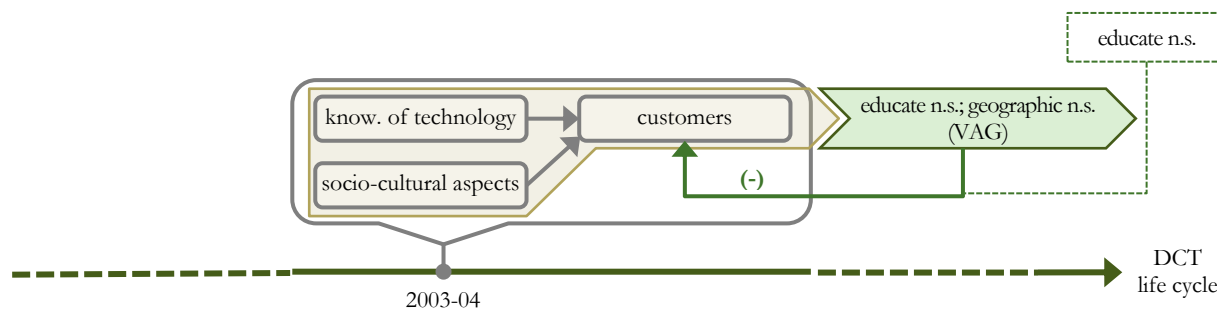 educate n.s.
know. of technology
customers
educate n.s.; geographic n.s.
(VAG)
socio-cultural aspects
(-)
DCT
life cycle
2003-04